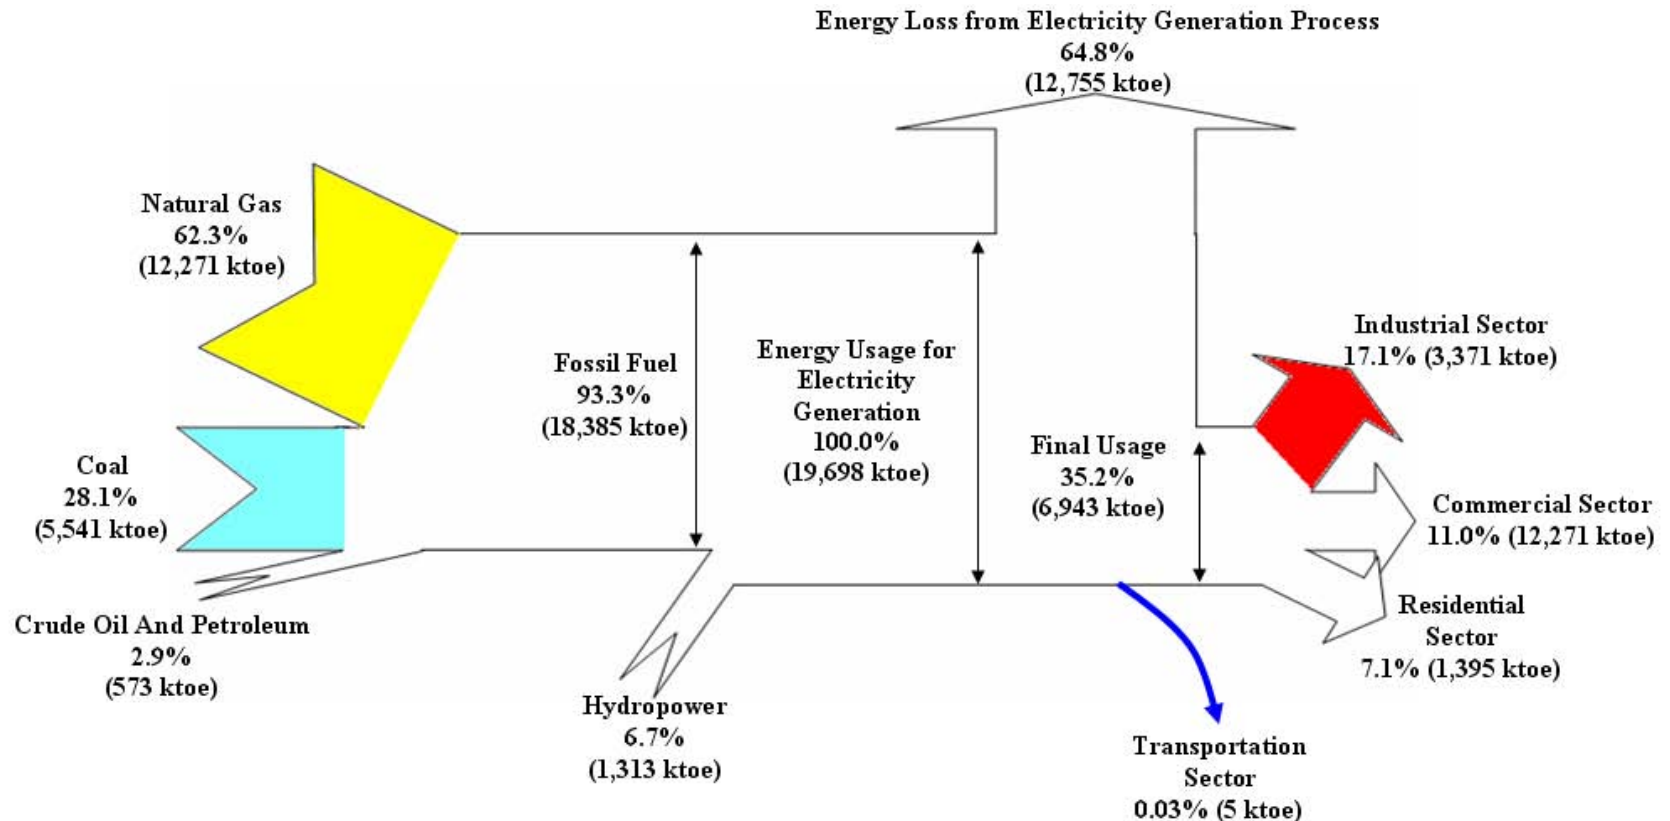 Energy Loss from Electricity Generation Process
64.8%
(12,755 ktoe)
Natural Gas
62.3%
(12,271 ktoe)
Fossil Fuel
93.3%
(18,385 ktoe)
Energy Usage for
Electricity
Generation
100.0%
(19,698 ktoe)
Industrial Sector
17.1% (3,371 ktoe)
Final Usage
35.2%
(6,943 ktoe)
Coal
28.1%
(5,541 ktoe)
Commercial Sector
11.0% (12,271 ktoe)
Crude Oil And Petroleum
2.9%
(573 ktoe)
Residential
Sector
7.1% (1,395 ktoe)
Hydropower
6.7%
(1,313 ktoe)
Transportation
Sector
0.03% (5 ktoe)